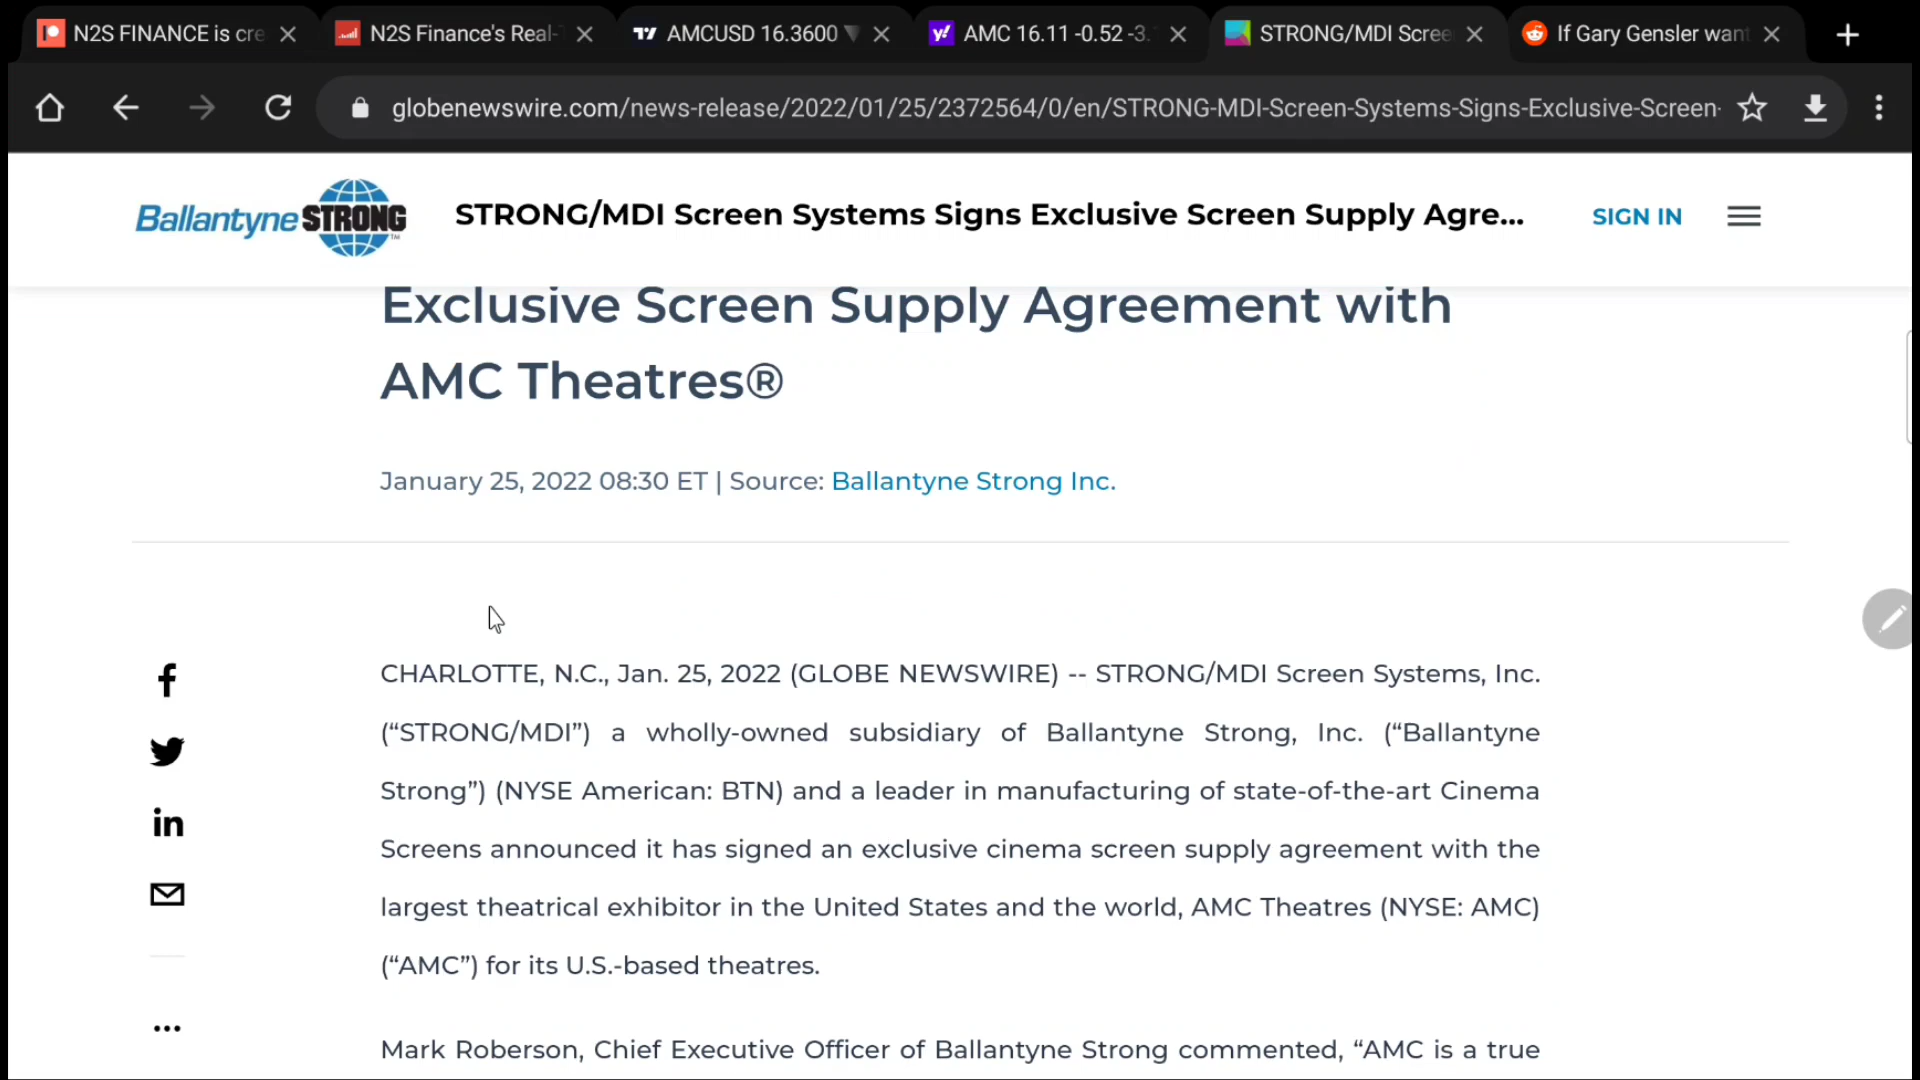 N2S FINANCE is cre
N2S Finance's Real-
AMCUSD 16.3600 ▼
AMC 16.11 -0.52 -3.
STRONG/MDI Scree
If Gary Gensler wan
globenewswire.com/news-release/2022/01/25/2372564/0/en/STRONG-MDI-Screen-Systems-Signs-Exclusive-Screen-
Ballantyne STRONG™
STRONG/MDI Screen Systems Signs Exclusive Screen Supply Agre...
SIGN IN
Exclusive Screen Supply Agreement with
AMC Theatres®
January 25, 2022 08:30 ET | Source: Ballantyne Strong Inc.
CHARLOTTE, N.C., Jan. 25, 2022 (GLOBE NEWSWIRE) -- STRONG/MDI Screen Systems, Inc.
(“STRONG/MDI”) a wholly-owned subsidiary of Ballantyne Strong, Inc. (“Ballantyne
Strong”) (NYSE American: BTN) and a leader in manufacturing of state-of-the-art Cinema
Screens announced it has signed an exclusive cinema screen supply agreement with the
largest theatrical exhibitor in the United States and the world, AMC Theatres (NYSE: AMC)
(“AMC”) for its U.S.-based theatres.
Mark Roberson, Chief Executive Officer of Ballantyne Strong commented, “AMC is a true